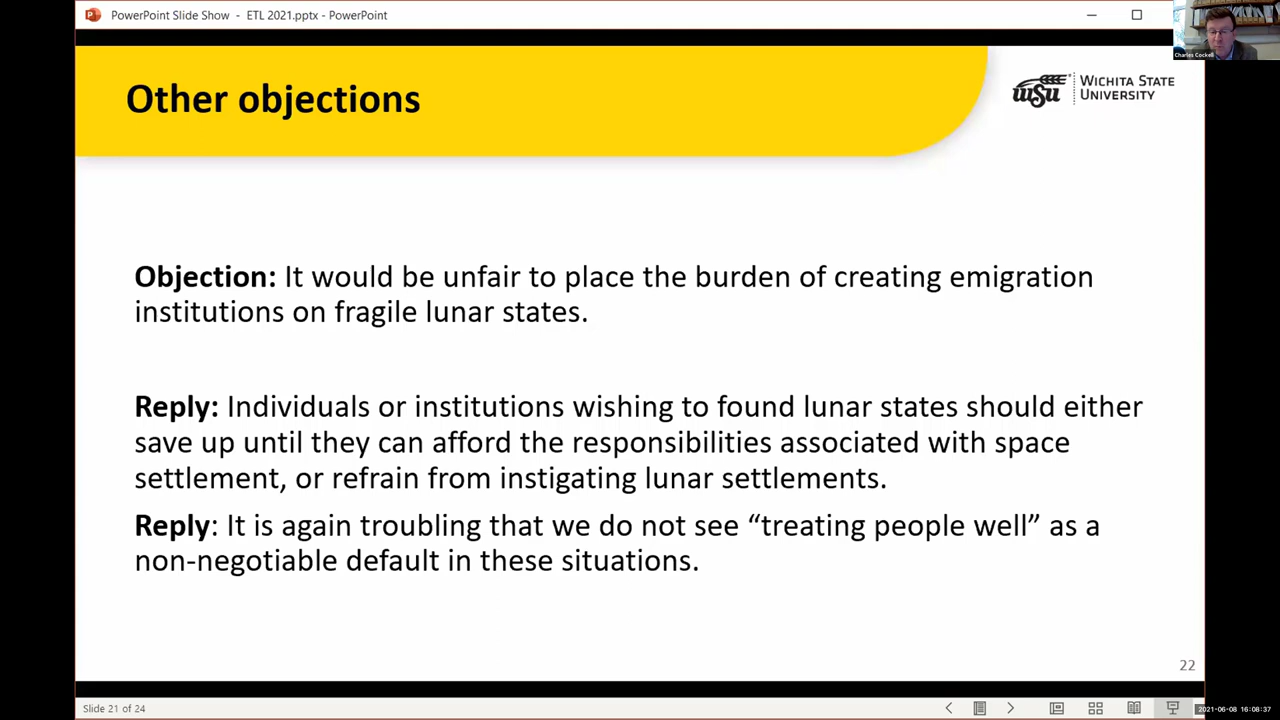 PowerPoint Slide Show - ETL 2021.pptx - PowerPoint
Charles Cockell
Other objections
WSU
WICHITA STATE
UNIVERSITY
Objection: It would be unfair to place the burden of creating emigration
institutions on fragile lunar states.
Reply: Individuals or institutions wishing to found lunar states should either
save up until they can afford the responsibilities associated with space
settlement, or refrain from instigating lunar settlements.
Reply: It is again troubling that we do not see “treating people well” as a
non-negotiable default in these situations.
22
Slide 21 of 24
2021-06-08 16:08:37